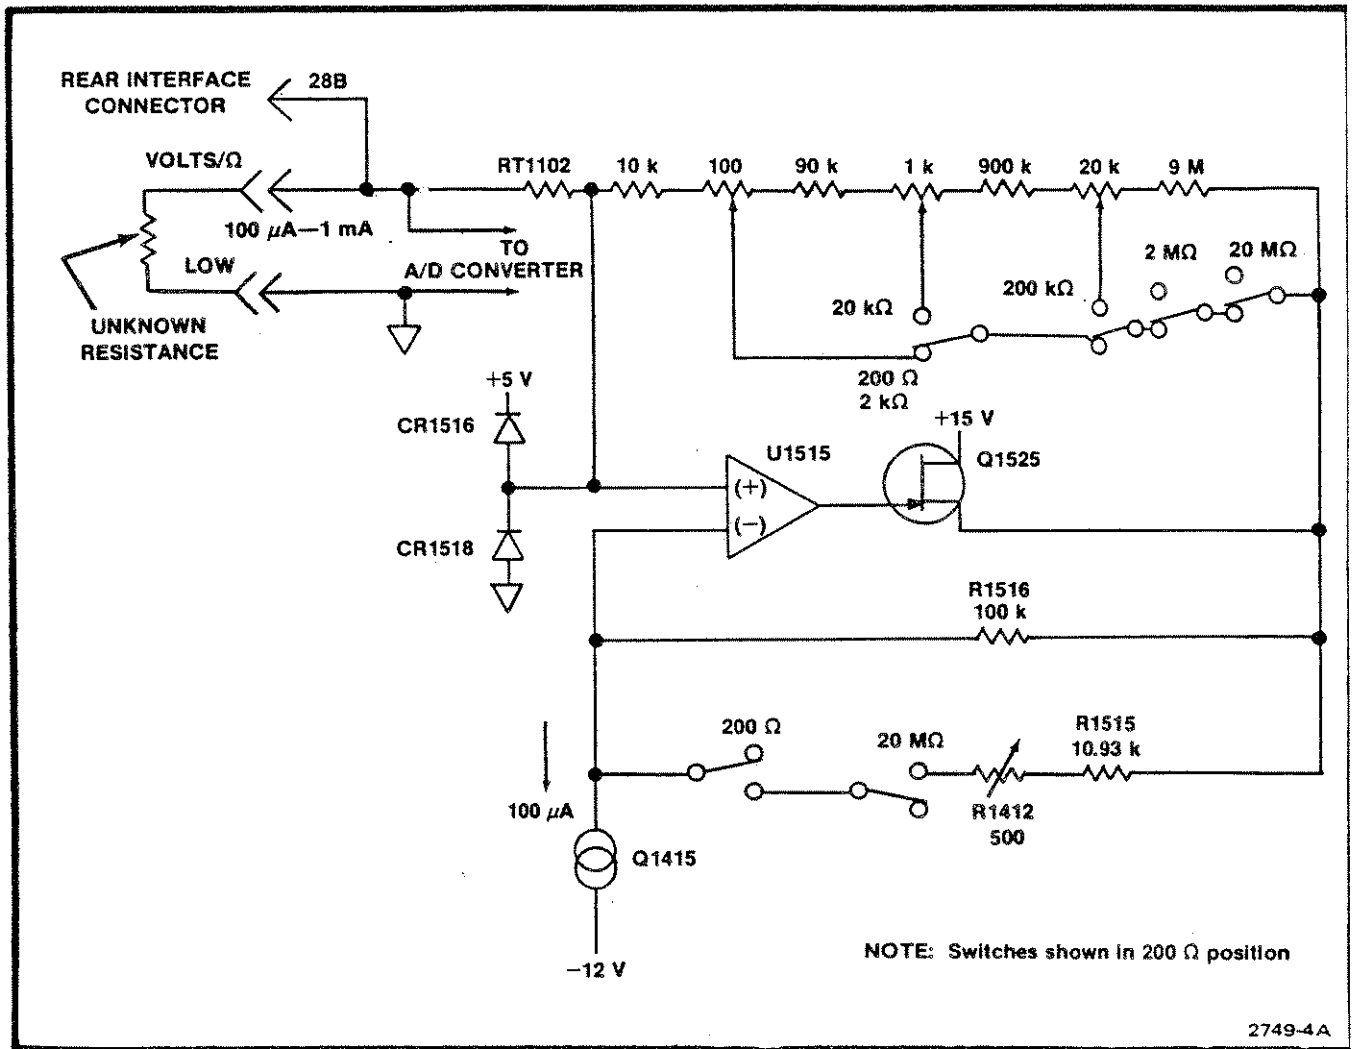 REAR INTERFACE
CONNECTOR
28B
VOLTS/Ω
RT1102
10 k
100
90 k
1 k
900 k
20 k
9 M
100 μA—1 mA
TO
A/D CONVERTER
LOW
UNKNOWN
RESISTANCE
2 MΩ
20 MΩ
200 kΩ
20 kΩ
200 Ω
2 kΩ
+5 V
CR1516
+15 V
U1515
Q1525
(+)
(−)
CR1518
R1516
100 k
200 Ω
20 MΩ
R1515
10.93 k
100 μA
R1412
500
Q1415
−12 V
NOTE: Switches shown in 200 Ω position
2749-4A